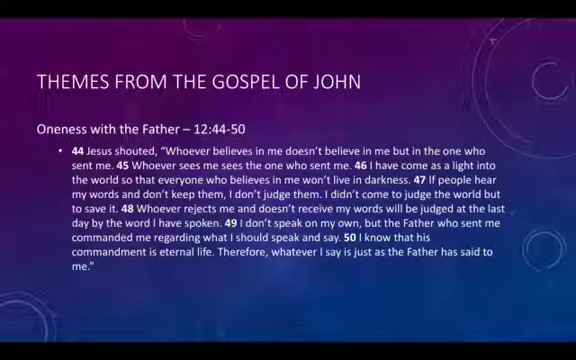 THEMES FROM THE GOSPEL OF JOHN
Oneness with the Father – 12:44-50
• 44 Jesus shouted, “Whoever believes in me doesn’t believe in me but in the one who
sent me. 45 Whoever sees me sees the one who sent me. 46 I have come as a light into
the world so that everyone who believes in me won’t live in darkness. 47 If people hear
my words and don’t keep them, I don’t judge them. I didn’t come to judge the world but
to save it. 48 Whoever rejects me and doesn’t receive my words will be judged at the last
day by the word I have spoken. 49 I don’t speak on my own, but the Father who sent me
commanded me regarding what I should speak and say. 50 I know that his
commandment is eternal life. Therefore, whatever I say is just as the Father has said to
me.”